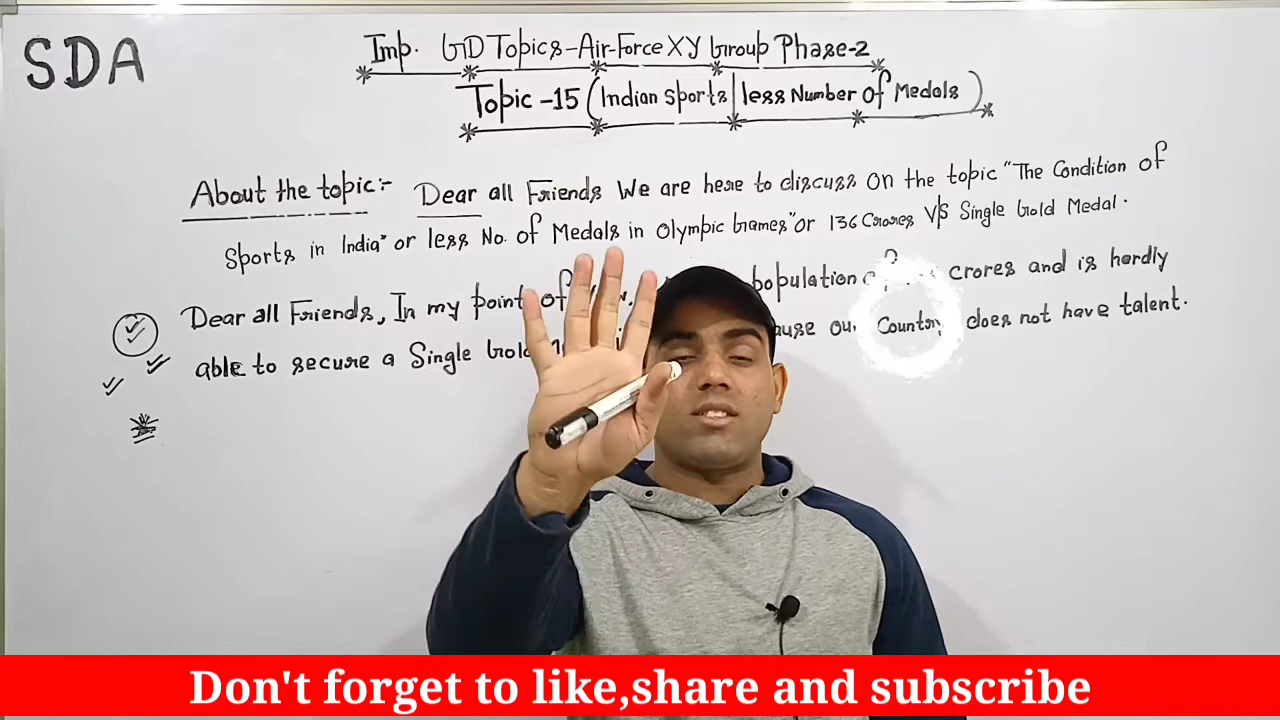 SDA
Imp. GD Topics-Air-Force XY Group Phase-2
Topic -15 (Indian Sports | less Number of Medals)
About the topic:- Dear all Friends We are here to discuss on the topic "The Condition of
Sports in India" or less No. of Medals in Olympic Games" or 136 Crores V/S Single Gold Medal.
Dear all Friends, In my point of population crores and is hardly
able to secure a Single Gold our Country does not have talent.
Don't forget to like,share and subscribe